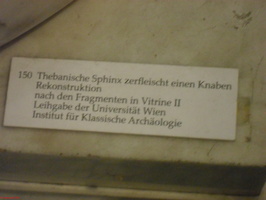 150 Thebanische Sphinx zerfleischt einen Knaben
Rekonstruktion
nach den Fragmenten in Vitrine II
Leihgabe der Universität Wien
Institut für Klassische Archäologie